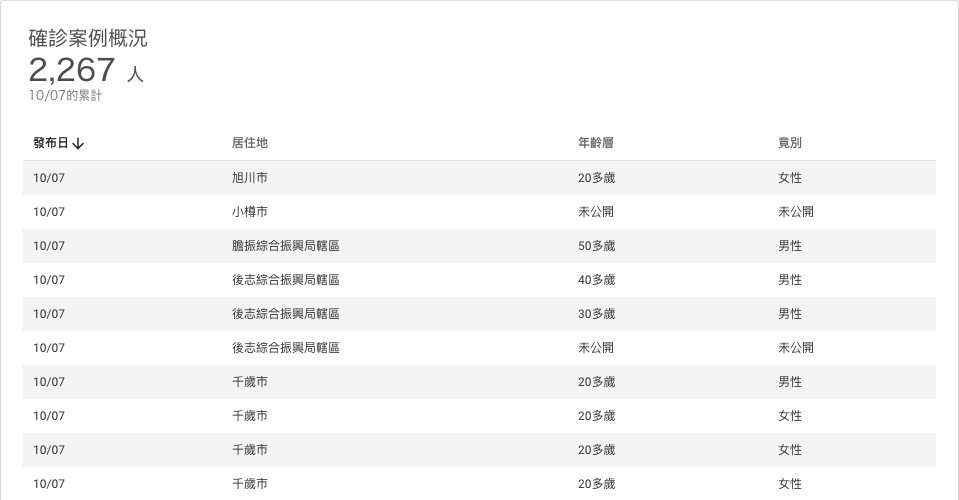 確診案例概況
2,267 人
10/07的累計
發布日↓ 居住地 年齡層 竟別
10/07 旭川市 20多歲 女性
10/07 小樽市 未公開 未公開
10/07 膽振綜合振興局轄區 50多歲 男性
10/07 後志綜合振興局轄區 40多歲 男性
10/07 後志綜合振興局轄區 30多歲 男性
10/07 後志綜合振興局轄區 未公開 未公開
10/07 千歲市 20多歲 男性
10/07 千歲市 20多歲 女性
10/07 千歲市 20多歲 女性
10/07 千歲市 20多歲 女性